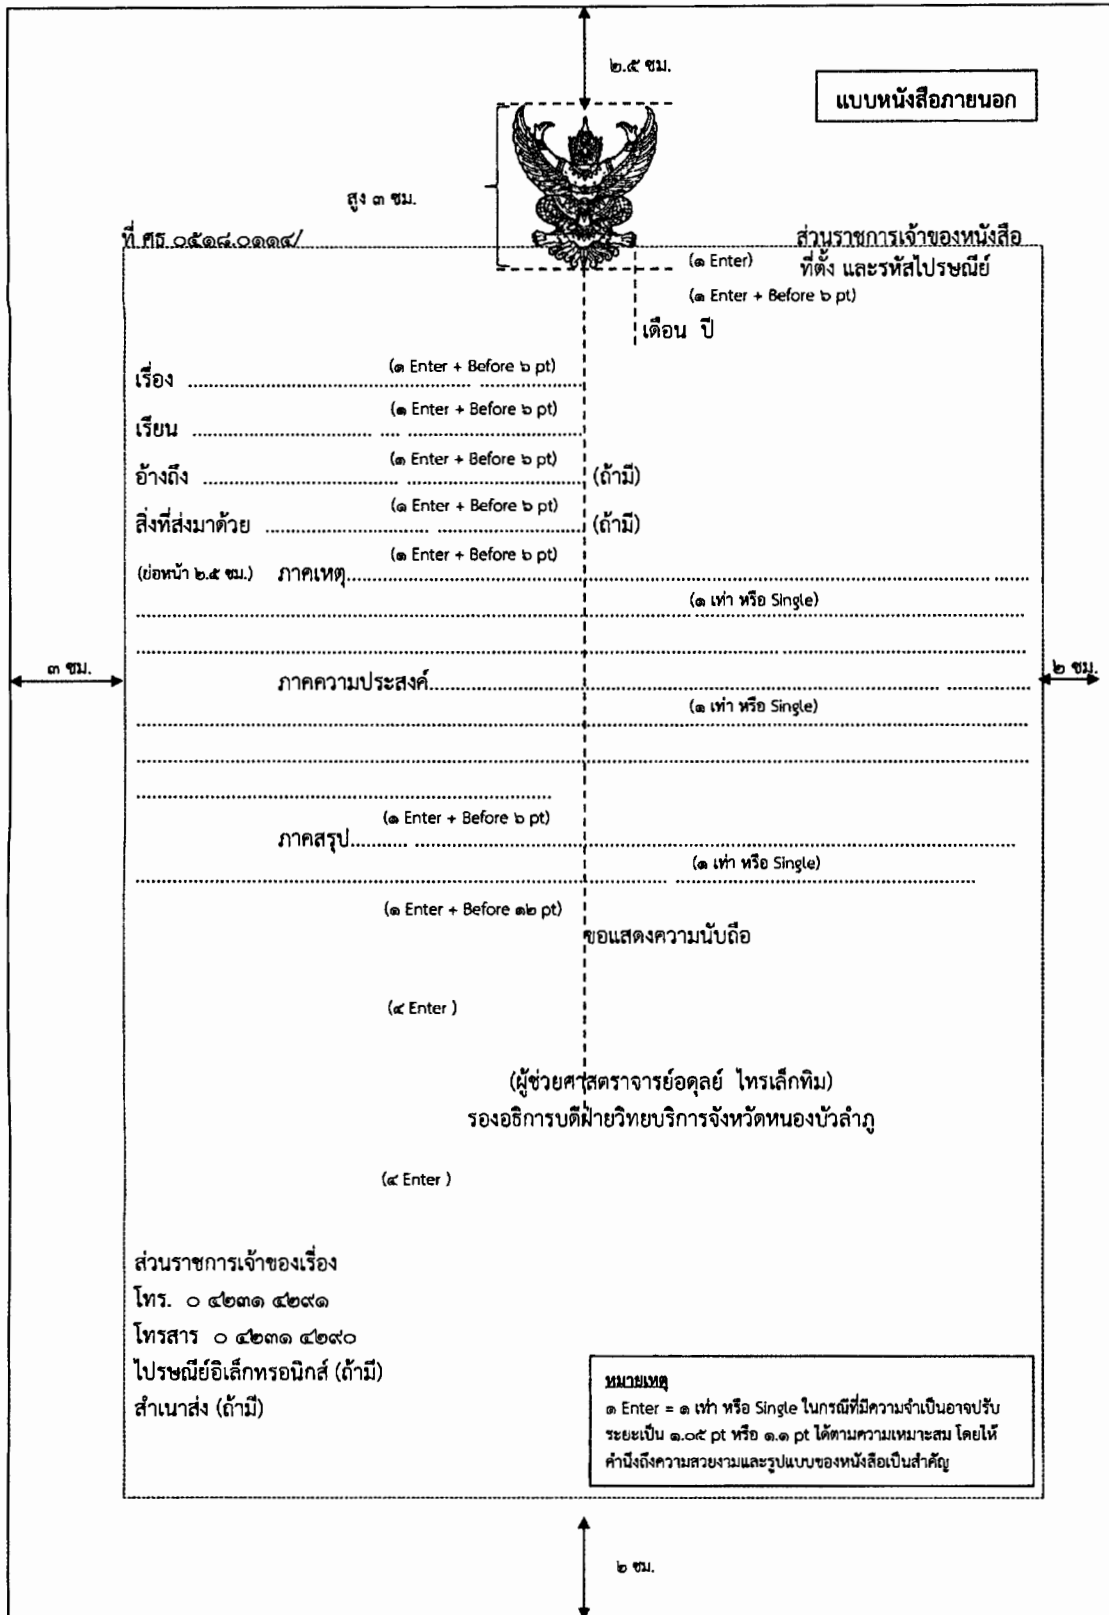 ๒.๕ ซม.
แบบหนังสือภายนอก
สูง ๓ ซม.
ที่ ศธ ๐๕๑๘.๐๑๑๔/
ส่วนราชการเจ้าของหนังสือ
(๑ Enter) ที่ตั้ง และรหัสไปรษณีย์
(๑ Enter + Before ๖ pt)
เดือน ปี
(๑ Enter + Before ๖ pt)
เรื่อง ........................................................
(๑ Enter + Before ๖ pt)
เรียน ........................................................
(๑ Enter + Before ๖ pt)
อ้างถึง ........................................................ (ถ้ามี)
(๑ Enter + Before ๖ pt)
สิ่งที่ส่งมาด้วย ........................................................ (ถ้ามี)
(๑ Enter + Before ๖ pt)
(ย่อหน้า ๒.๕ ซม.) ภาคเหตุ........................................................
(๑ เท่า หรือ Single)
........................................................
........................................................
๓ ซม.
๒ ซม.
ภาคความประสงค์........................................................
(๑ เท่า หรือ Single)
........................................................
........................................................
........................................................
(๑ Enter + Before ๖ pt)
ภาคสรุป........................................................
(๑ เท่า หรือ Single)
........................................................
(๑ Enter + Before ๑๒ pt)
ขอแสดงความนับถือ
(๔ Enter )
(ผู้ช่วยศาสตราจารย์อดุลย์ ไทรเล็กทิม)
รองอธิการบดีฝ่ายวิทยบริการจังหวัดหนองบัวลำภู
(๔ Enter )
ส่วนราชการเจ้าของเรื่อง
โทร. ๐ ๔๒๓๑ ๔๒๙๑
โทรสาร ๐ ๔๒๓๑ ๔๒๙๐
ไปรษณีย์อิเล็กทรอนิกส์ (ถ้ามี)
สำเนาส่ง (ถ้ามี)
หมายเหตุ
๑ Enter = ๑ เท่า หรือ Single ในกรณีที่มีความจำเป็นอาจปรับ
ระยะเป็น ๑.๐๕ pt หรือ ๑.๑ pt ได้ตามความเหมาะสม โดยให้
คำนึงถึงความสวยงามและรูปแบบของหนังสือเป็นสำคัญ
๒ ซม.